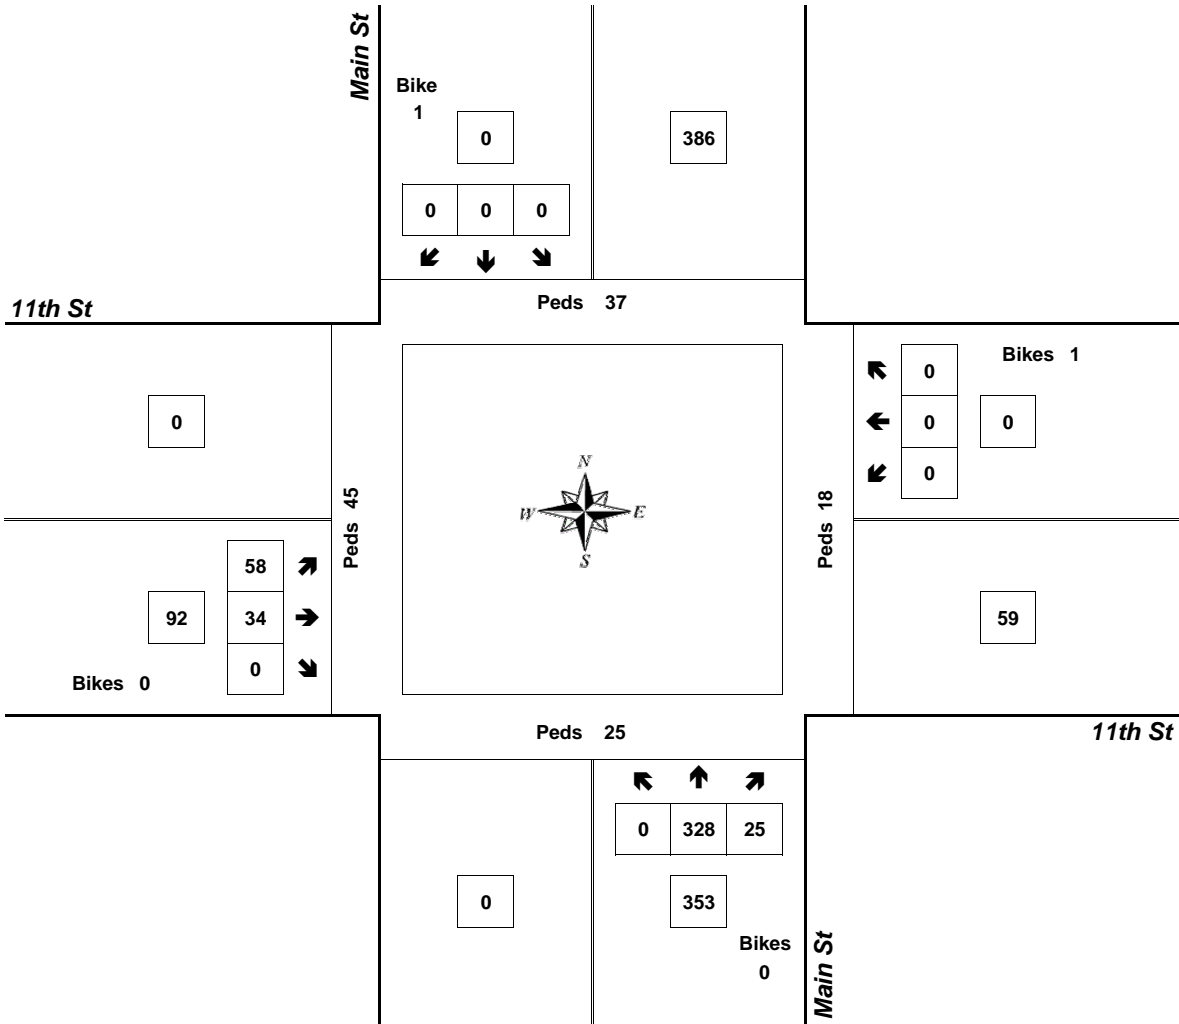 Main St
Bike
1
0
386
0 0 0
Peds 37
11th St
0
Bikes 1
0
0
0
0
0
N
W E
S
Peds 45
Peds 18
58
92
34
0
Bikes 0
59
Peds 25
11th St
0 328 25
0
353
Bikes
0
Main St